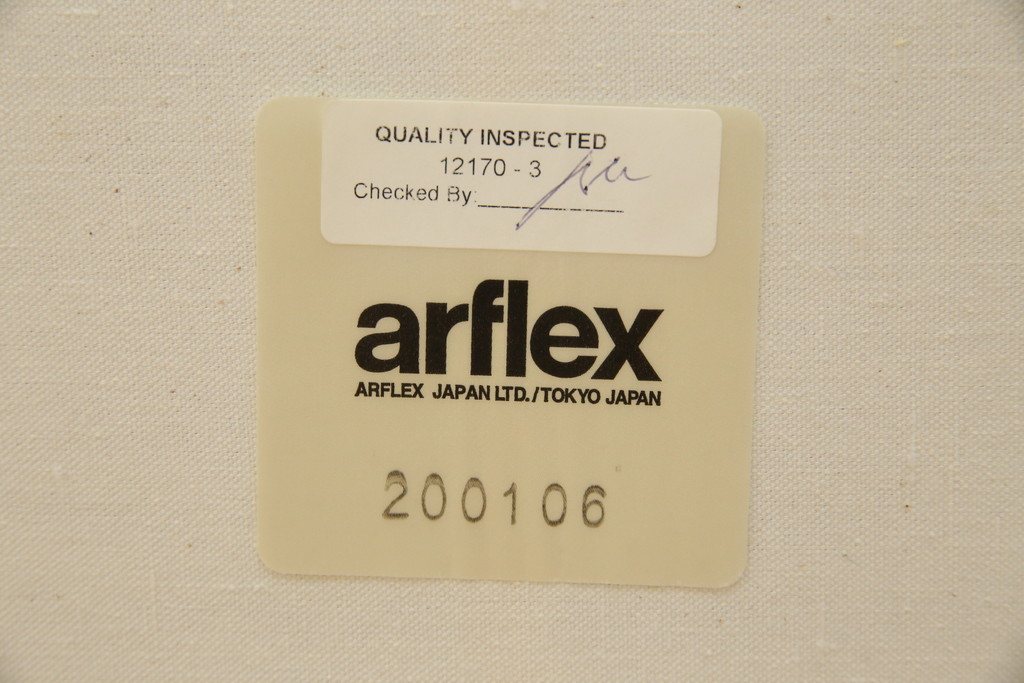 QUALITY INSPECTED
12170 - 3
Checked By:
arflex
ARFLEX JAPAN LTD./TOKYO JAPAN
200106